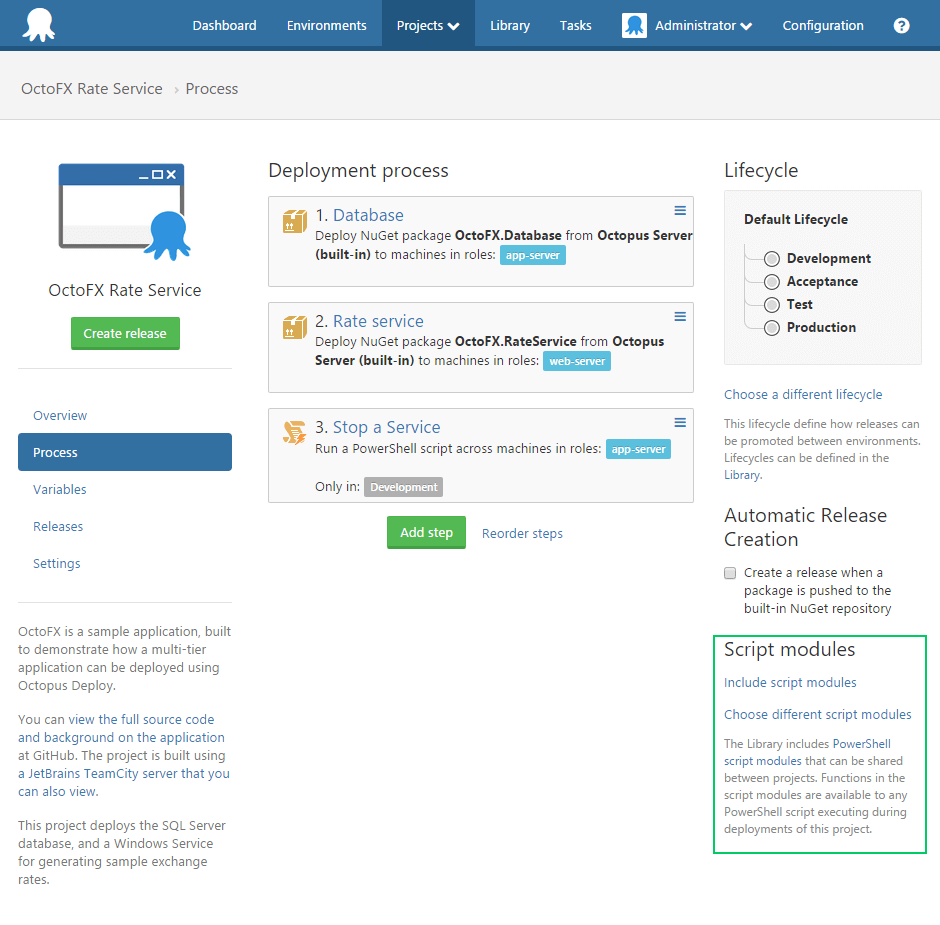 Dashboard Environments Projects Library Tasks Administrator Configuration ?
OctoFX Rate Service › Process
OctoFX Rate Service
Create release
Overview
Process
Variables
Releases
Settings
OctoFX is a sample application, built
to demonstrate how a multi-tier
application can be deployed using
Octopus Deploy.
You can view the full source code
and background on the application
at GitHub. The project is built using
a JetBrains TeamCity server that you
can also view.
This project deploys the SQL Server
database, and a Windows Service
for generating sample exchange
rates.
Deployment process
1. Database
Deploy NuGet package OctoFX.Database from Octopus Server
(built-in) to machines in roles: app-server
2. Rate service
Deploy NuGet package OctoFX.RateService from Octopus
Server (built-in) to machines in roles: web-server
3. Stop a Service
Run a PowerShell script across machines in roles: app-server
Only in: Development
Add step Reorder steps
Lifecycle
Default Lifecycle
Development
Acceptance
Test
Production
Choose a different lifecycle
This lifecycle define how releases can
be promoted between environments.
Lifecycles can be defined in the
Library.
Automatic Release
Creation
Create a release when a
package is pushed to the
built-in NuGet repository
Script modules
Include script modules
Choose different script modules
The Library includes PowerShell
script modules that can be shared
between projects. Functions in the
script modules are available to any
PowerShell script executing during
deployments of this project.